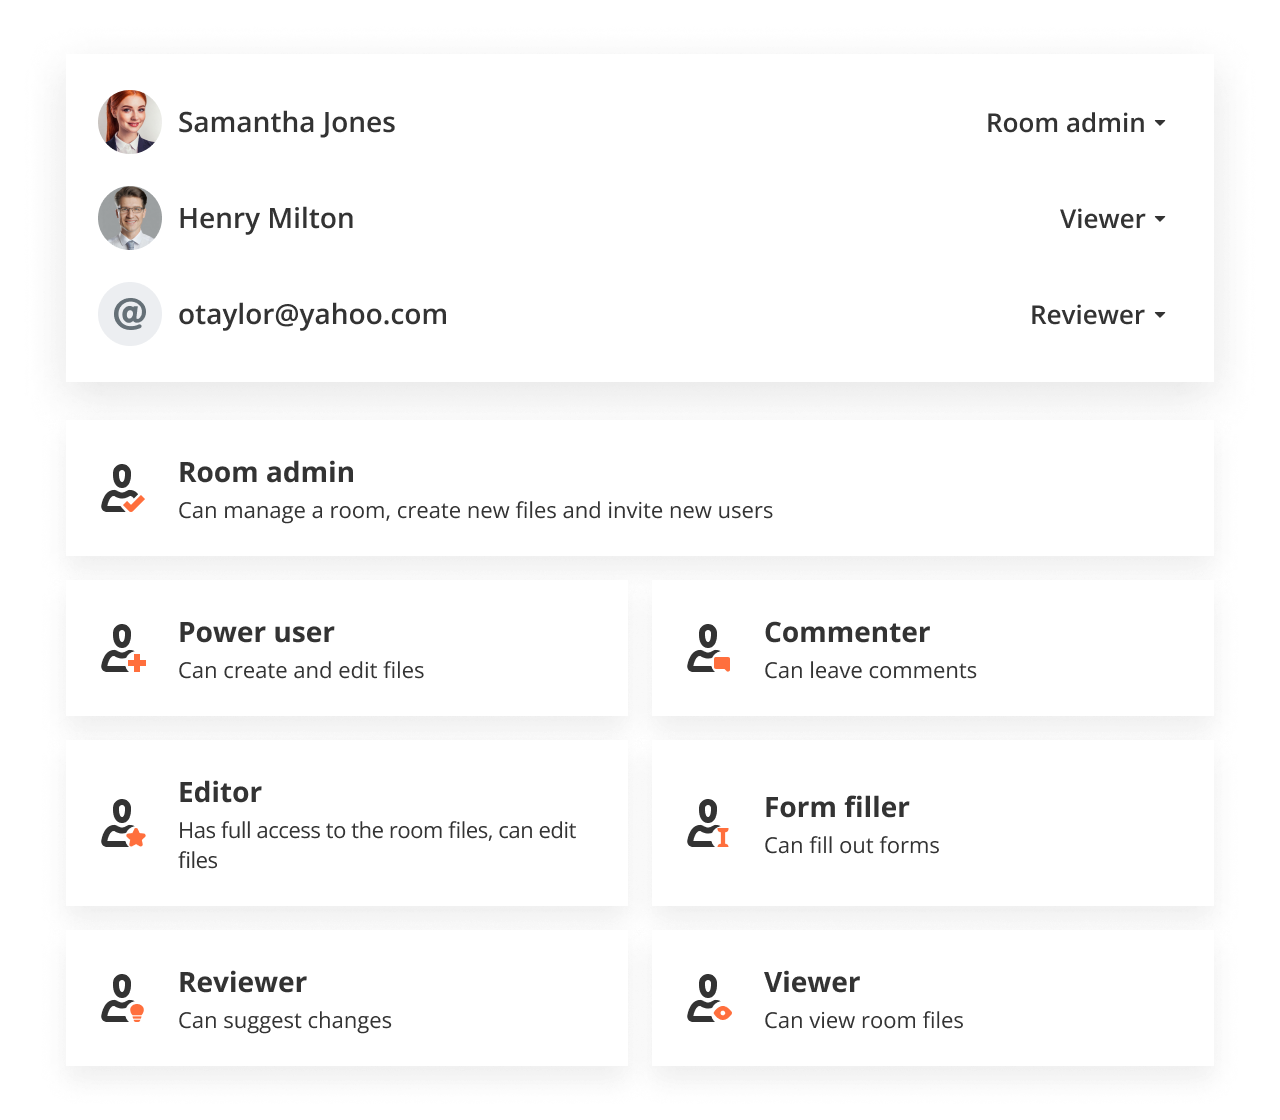 Samantha Jones Room admin
Henry Milton Viewer
@ otaylor@yahoo.com Reviewer
Room admin
Can manage a room, create new files and invite new users
Power user
Can create and edit files
Commenter
Can leave comments
Editor
Has full access to the room files, can edit
files
Form filler
Can fill out forms
Reviewer
Can suggest changes
Viewer
Can view room files